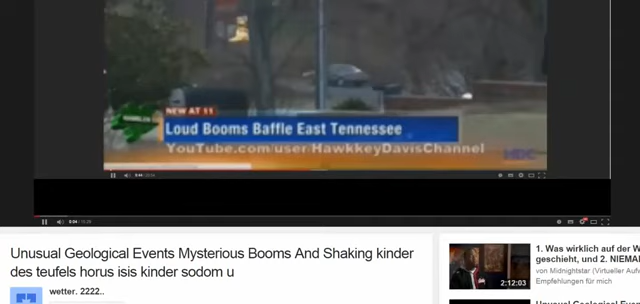 NEW AT 11
Loud Booms Baffle East Tennessee
YouTube.com/user/HawkkeyDavisChannel
HDC
Unusual Geological Events Mysterious Booms And Shaking kinder
des teufels horus isis kinder sodom u
wetter. 2222..
2:12:03
1. Was wirklich auf der W
geschieht, und 2. NIEMA
von Midnightstar (Virtueller Aufw
Empfehlungen für mich
Unusual Geological Even